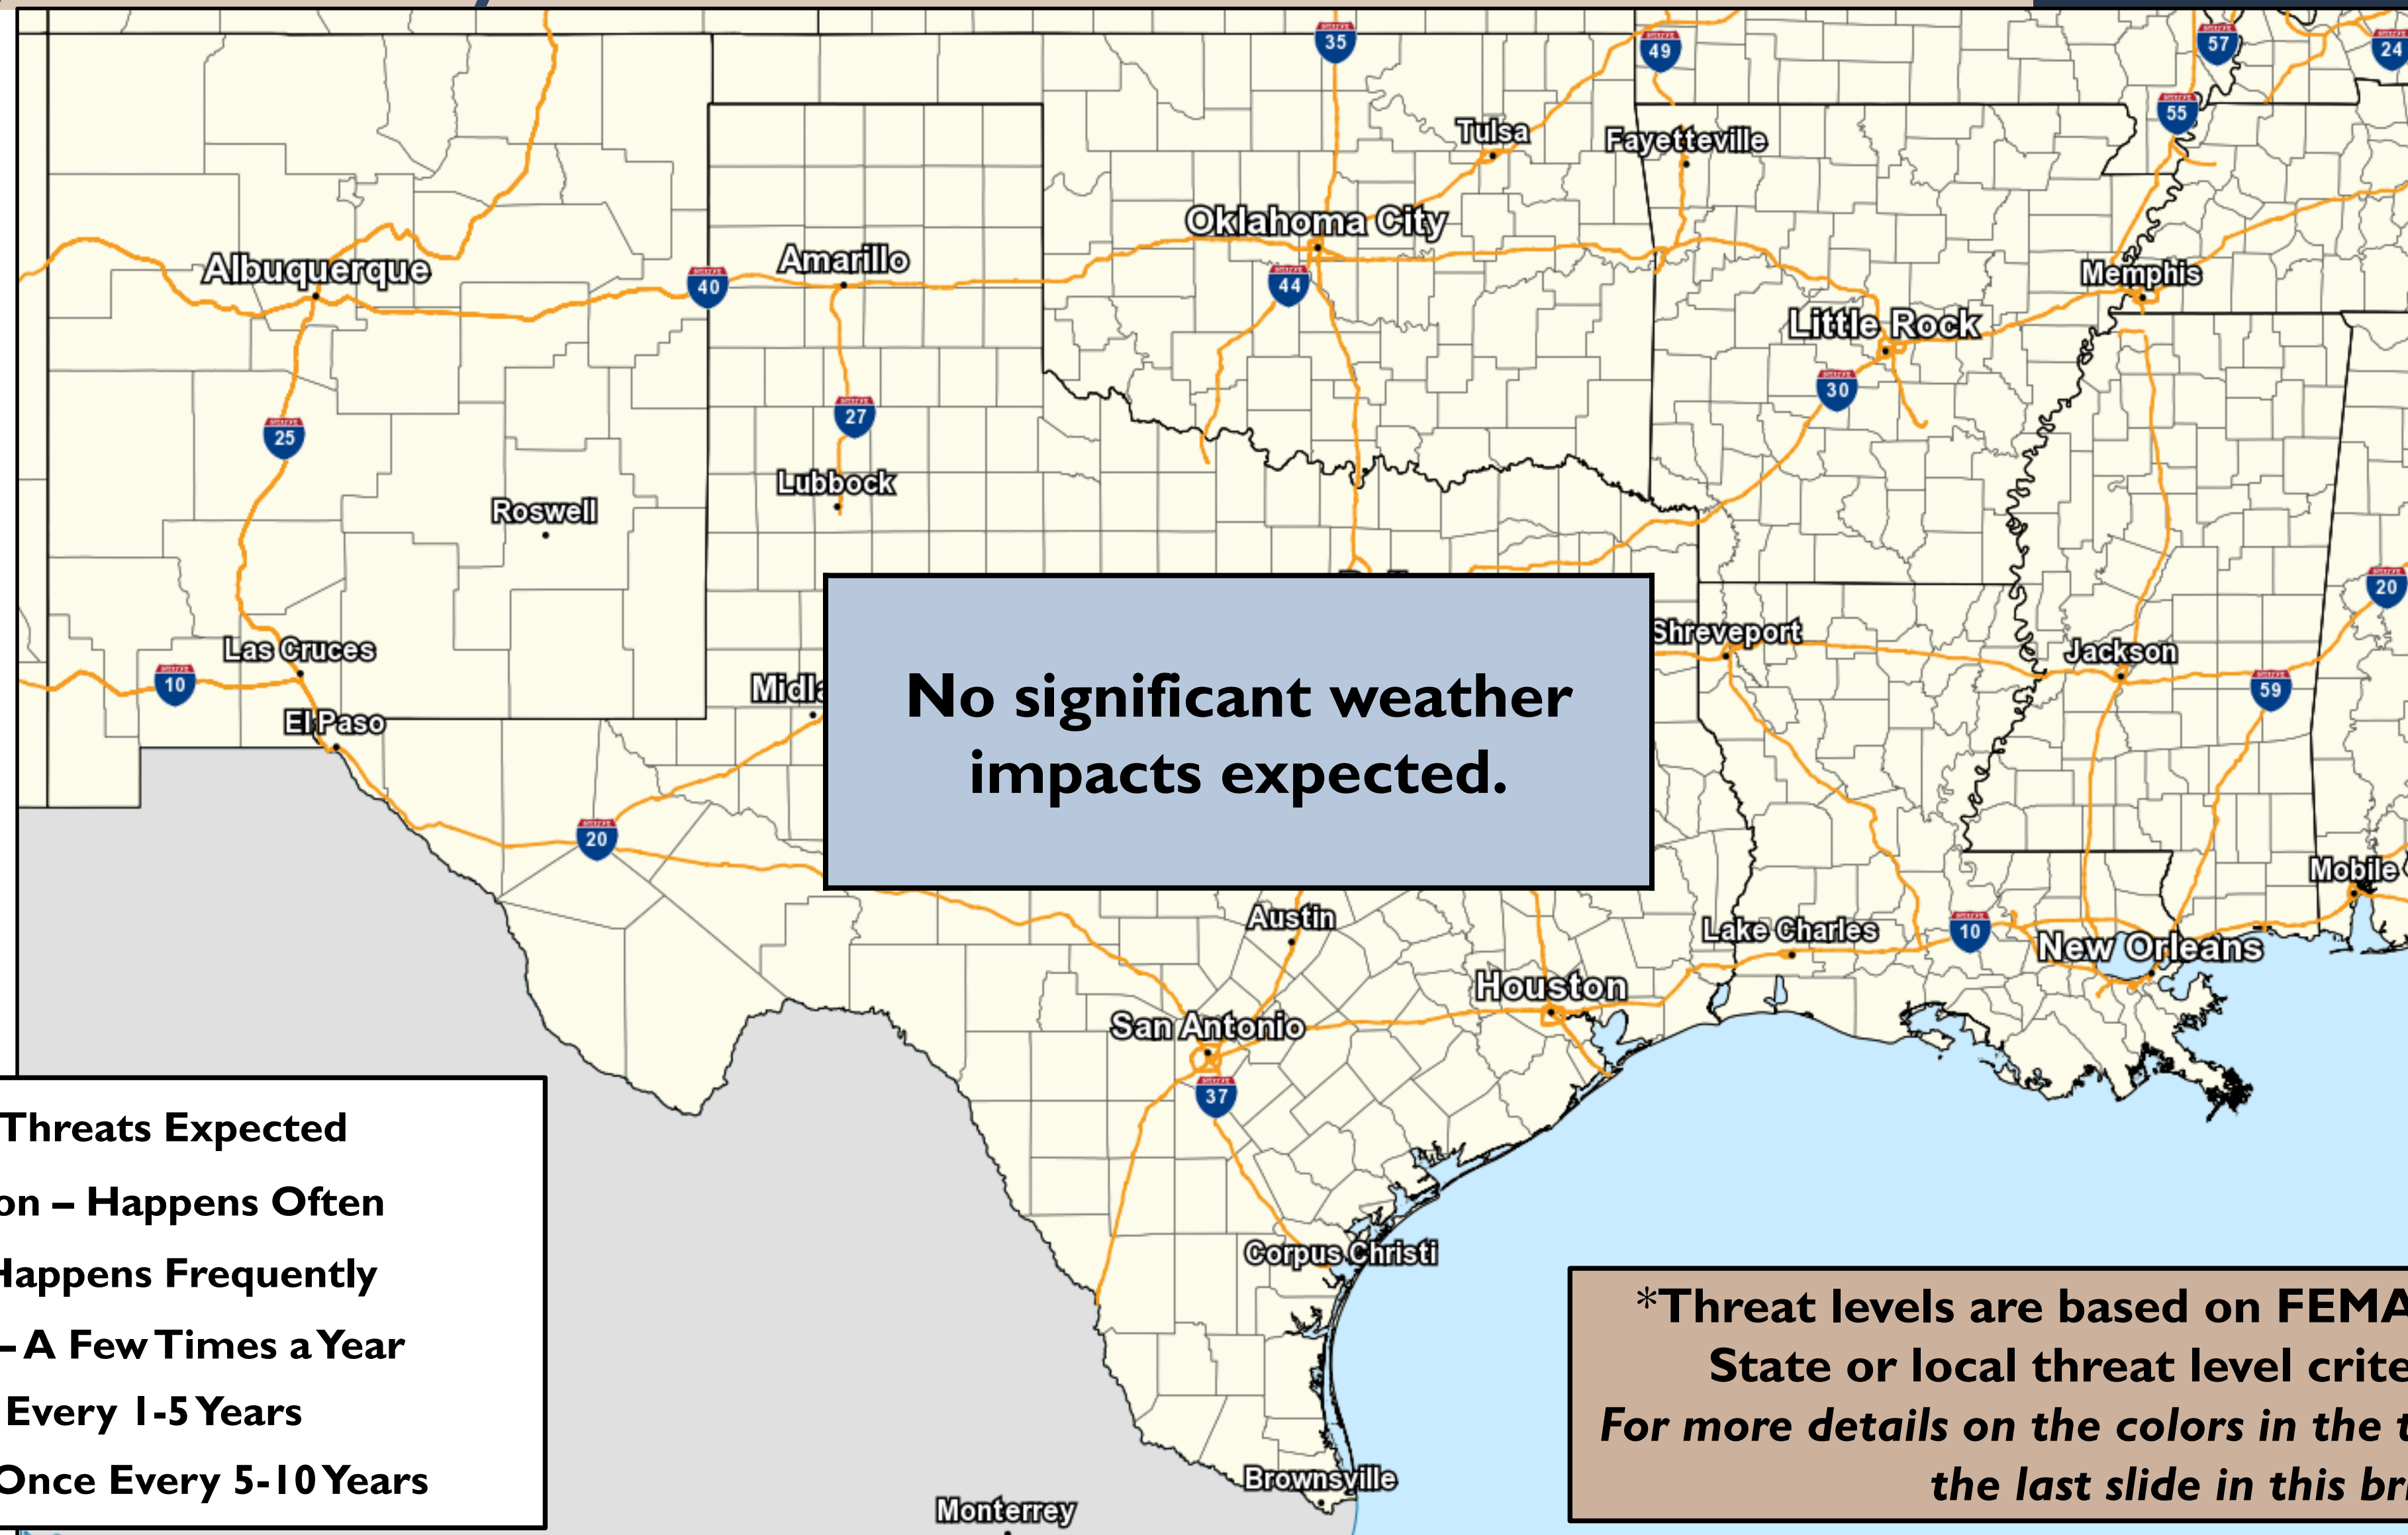 35
49
57
24
55
Tulsa
Fayetteville
Oklahoma City
Albuquerque
Amarillo
40
44
Memphis
Little Rock
30
25
27
Lubbock
Roswell
20
Las Cruces
Shreveport
Jackson
10
Midla
59
El Paso
No significant weather
impacts expected.
20
Mobile
Austin
Lake Charles
10
New Orleans
Houston
San Antonio
37
Corpus Christi
Brownsville
Monterrey
Threats Expected
on – Happens Often
Happens Frequently
– A Few Times a Year
Every 1-5 Years
Once Every 5-10 Years
*Threat levels are based on FEMA
State or local threat level crite
For more details on the colors in the t
the last slide in this bri